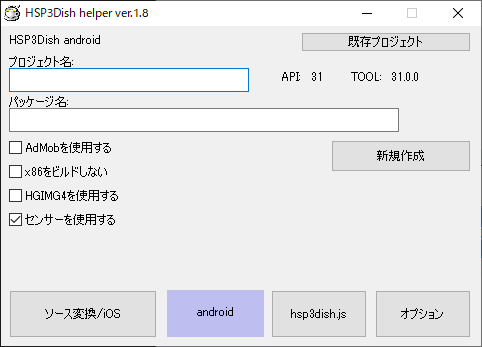 HSP3Dish helper ver.1.8
HSP3Dish android
既存プロジェクト
プロジェクト名:
API: 31 TOOL: 31.0.0
パッケージ名:
AdMobを使用する
新規作成
x86をビルドしない
HGIMG4を使用する
センサーを使用する
ソース変換/iOS
android
hsp3dish.js
オプション